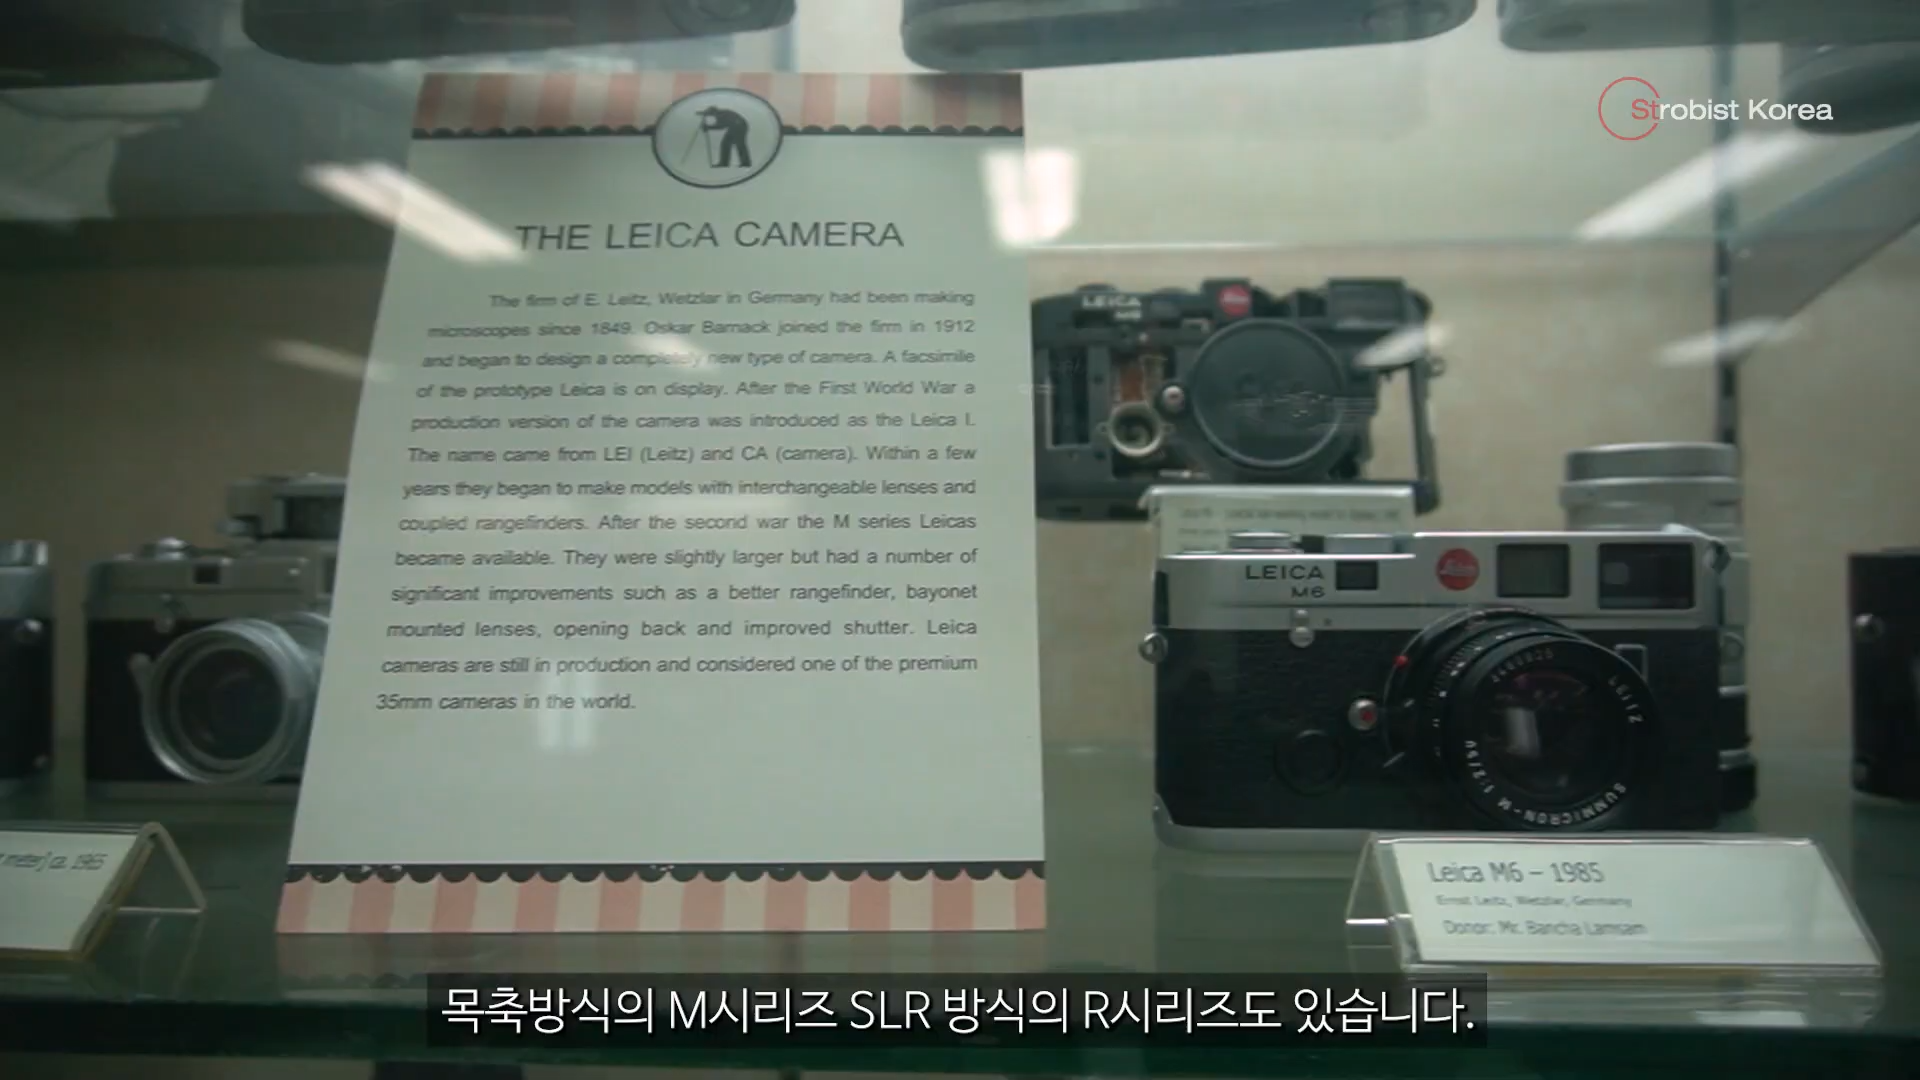 Strobist Korea
THE LEICA CAMERA
The firm of E. Leitz, Wetzlar in Germany had been making
microscopes since 1849. Oskar Barnack joined the firm in 1912
and began to design a completely new type of camera. A facsimile
of the prototype Leica is on display. After the First World War a
production version of the camera was introduced as the Leica I.
The name came from LEI (Leitz) and CA (camera). Within a few
years they began to make models with interchangeable lenses and
coupled rangefinders. After the second war the M series Leicas
became available. They were slightly larger but had a number of
significant improvements such as a better rangefinder, bayonet
mounted lenses, opening back and improved shutter. Leica
cameras are still in production and considered one of the premium
35mm cameras in the world.
LEICA
M6
Leica
LEICA
M6
Leica
LEITZ
SUMMICRON-M 1:2/50
meter] ca. 1965
Leica M6 – 1985
Ernst Leitz, Wetzlar, Germany
Donor: Mr. Bancha Lamsam
목축방식의 M시리즈 SLR 방식의 R시리즈도 있습니다.